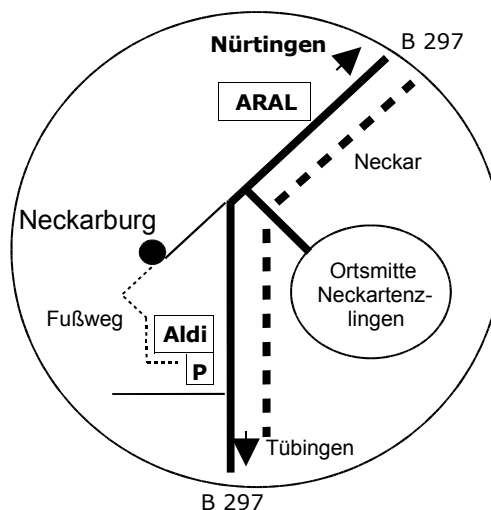 Nürtingen
B 297
ARAL
Neckar
Neckarburg
Ortsmitte
Neckartenz-
lingen
Fußweg
Aldi
P
Tübingen
B 297